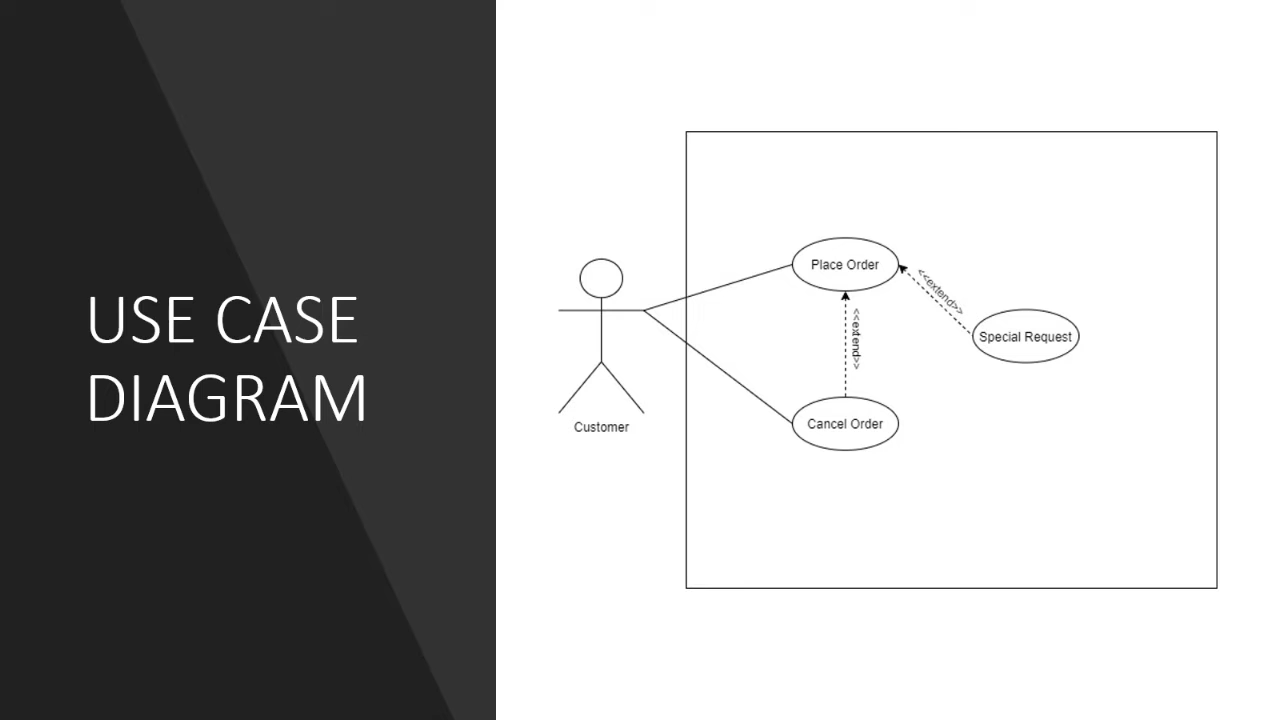 USE CASE
DIAGRAM
Place Order
<<extend>>
Special Request
<<extend>>
Cancel Order
Customer